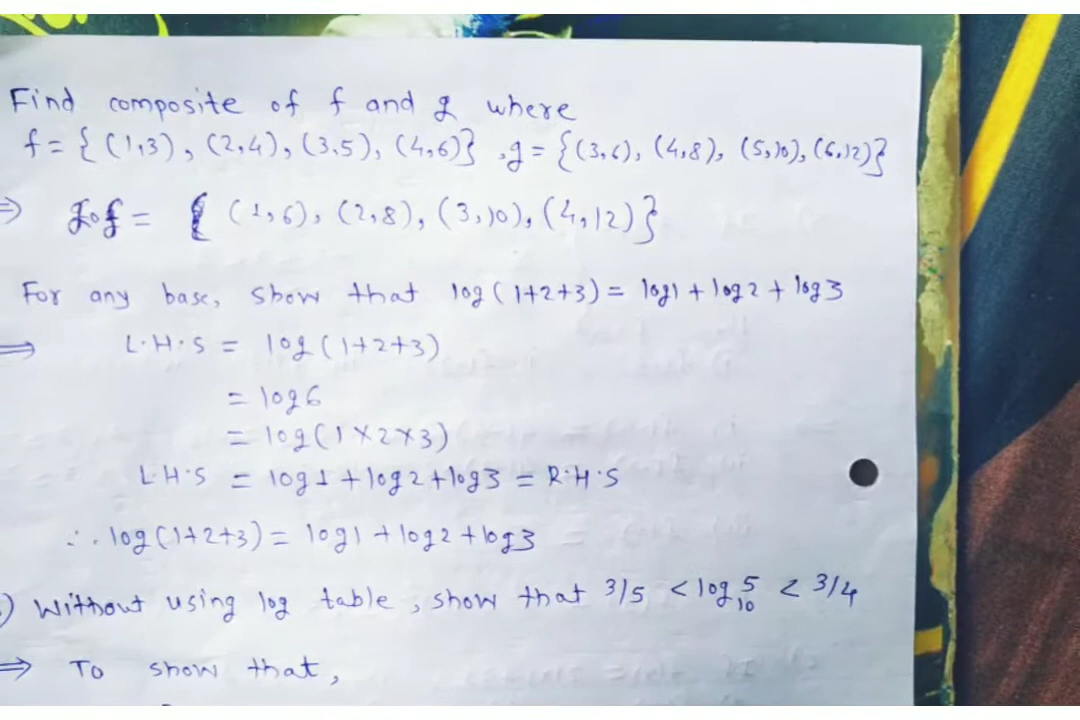 Find composite of f and g where
f = { (1,3), (2,4), (3,5), (4,6)} , g = {(3,6), (4,8), (5,10), (6,12)}
⇒ gof = { (1,6), (2,8), (3,10), (4,12)}
For any base, show that log(1+2+3) = log1 + log2 + log3
⇒ L.H.S = log(1+2+3)
= log6
= log(1×2×3)
L.H.S = log1 + log2 + log3 = R.H.S
∴ log(1+2+3) = log1 + log2 + log3
) Without using log table, show that 3/5 < log₁₀5 < 3/4
⇒ To show that,